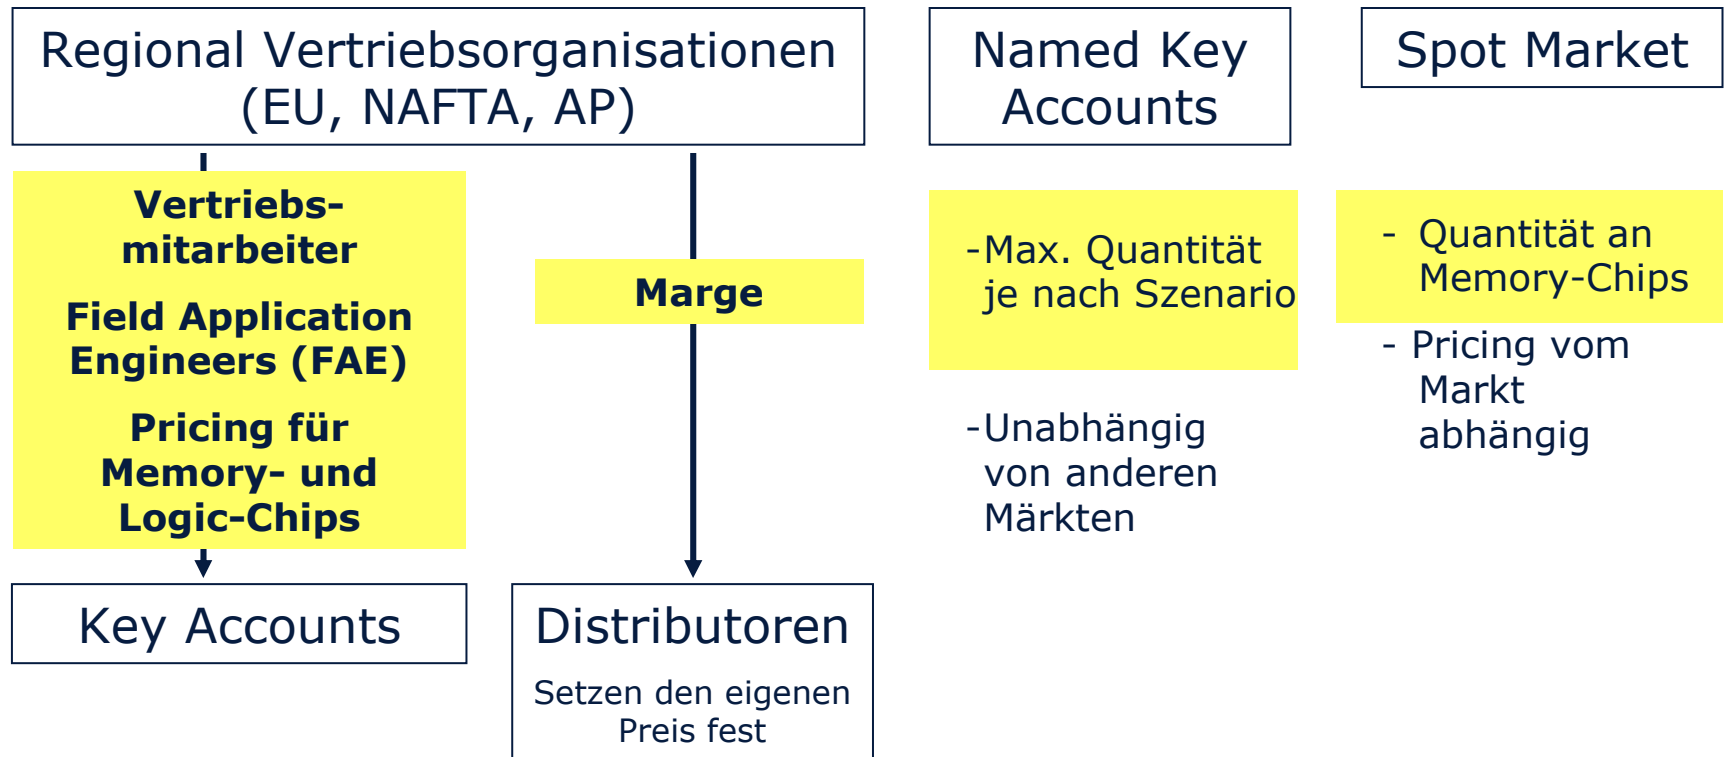 Regional Vertriebsorganisationen
(EU, NAFTA, AP)
Vertriebs-
mitarbeiter
Field Application
Engineers (FAE)
Pricing für
Memory- und
Logic-Chips
Key Accounts
Marge
Distributoren
Setzen den eigenen
Preis fest
Named Key
Accounts
-Max. Quantität
je nach Szenario
-Unabhängig
von anderen
Märkten
Spot Market
- Quantität an
Memory-Chips
- Pricing vom
Markt
abhängig